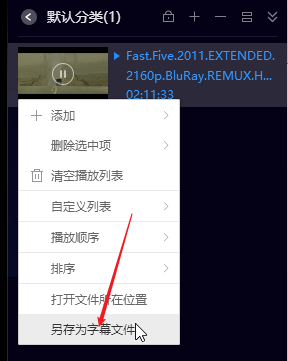 默认分类(1)
Fast.Five.2011.EXTENDED.
2160p.BluRay.REMUX.H...
02:11:33
添加
删除选中项
清空播放列表
自定义列表
播放顺序
排序
打开文件所在位置
另存为字幕文件